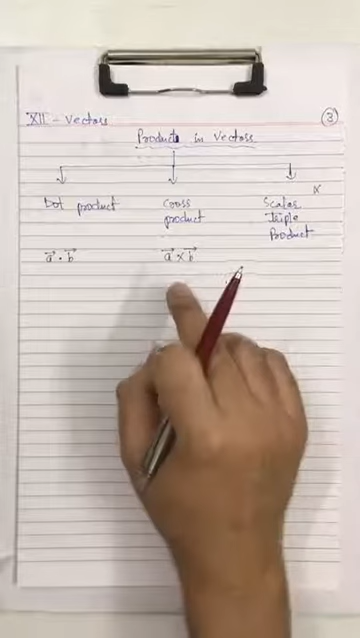 XII - Vectors
3
Products in Vectors
x
Dot product
Cross product
Scalar Triple Product
a⃗ . b⃗
a⃗ × b⃗